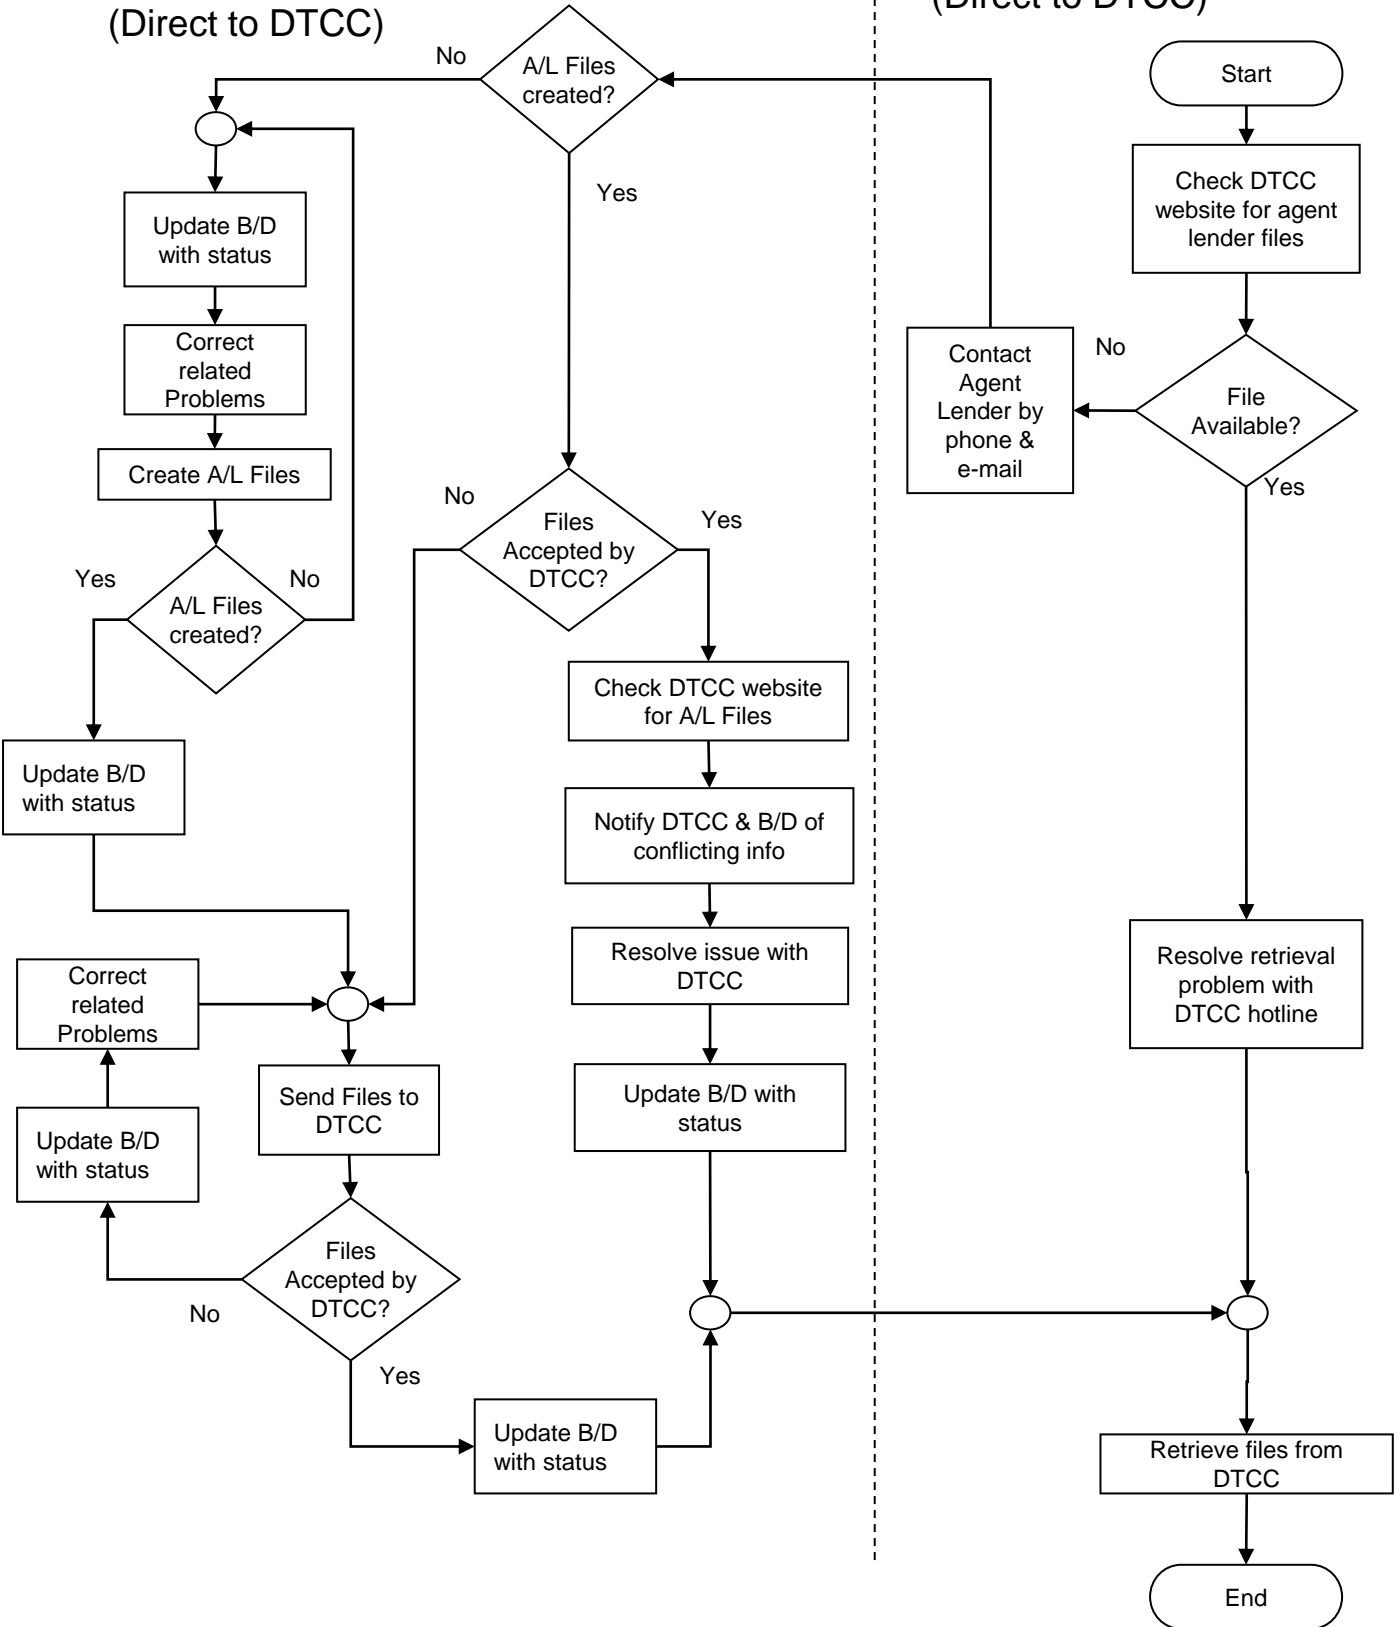 (Direct to DTCC)
(Direct to DTCC)
No
A/L Files
created?
Start
Yes
Check DTCC
website for agent
lender files
Update B/D
with status
Correct
related
Problems
Contact
Agent
Lender by
phone &
e-mail
No
File
Available?
Yes
Create A/L Files
No
Files
Accepted by
DTCC?
Yes
Yes
No
A/L Files
created?
Check DTCC website
for A/L Files
Update B/D
with status
Notify DTCC & B/D of
conflicting info
Resolve issue with
DTCC
Resolve retrieval
problem with
DTCC hotline
Correct
related
Problems
Send Files to
DTCC
Update B/D with
status
Update B/D
with status
Files
Accepted by
DTCC?
No
Yes
Update B/D
with status
Retrieve files from
DTCC
End